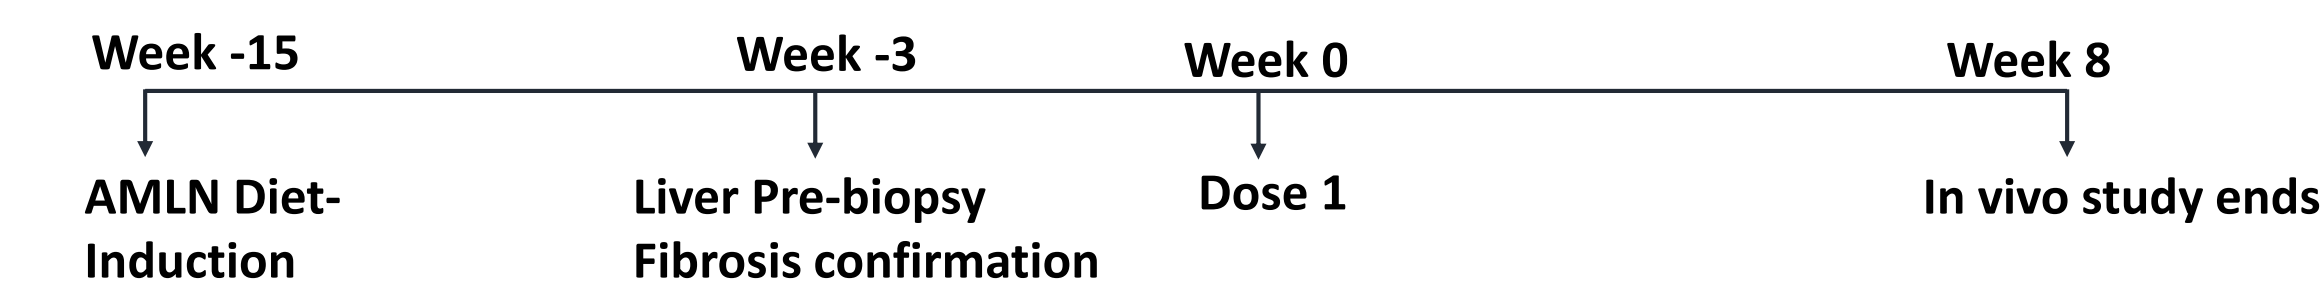 Week -15
Week -3
Week 0
Week 8
AMLN Diet-
Induction
Liver Pre-biopsy
Fibrosis confirmation
Dose 1
In vivo study ends